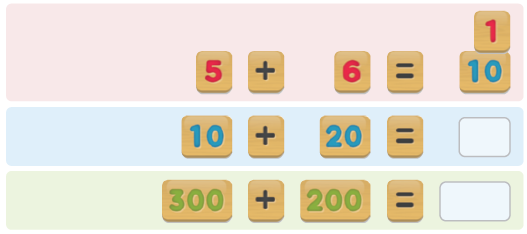 1
5 + 6 = 10
10 + 20 =
300 + 200 =